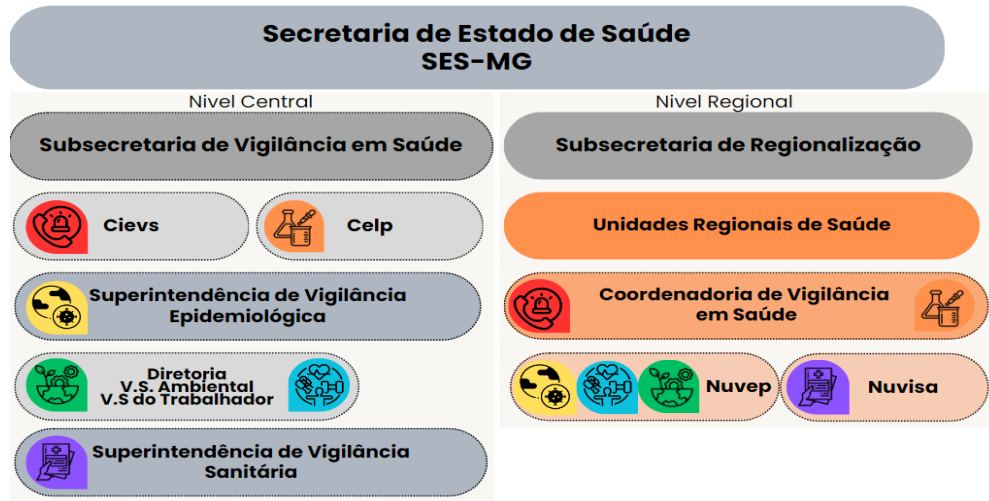 Secretaria de Estado de Saúde
SES-MG
Nivel Central
Subsecretaria de Vigilância em Saúde
Cievs
Celp
Superintendência de Vigilância
Epidemiológica
Diretoria
V.S. Ambiental
V.S do Trabalhador
Superintendência de Vigilância
Sanitária
Nivel Regional
Subsecretaria de Regionalização
Unidades Regionais de Saúde
Coordenadoria de Vigilância
em Saúde
Nuvep
Nuvisa